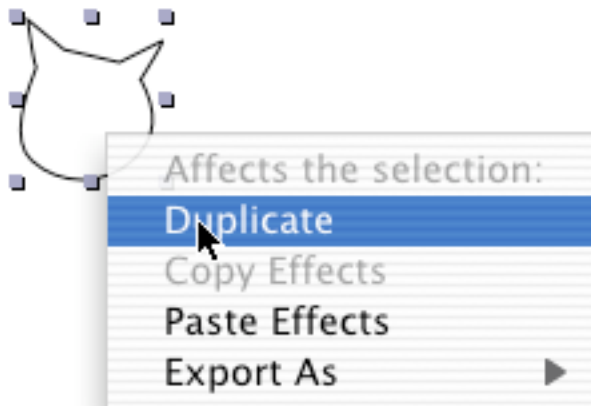 Affects the selection:
Duplicate
Copy Effects
Paste Effects
Export As